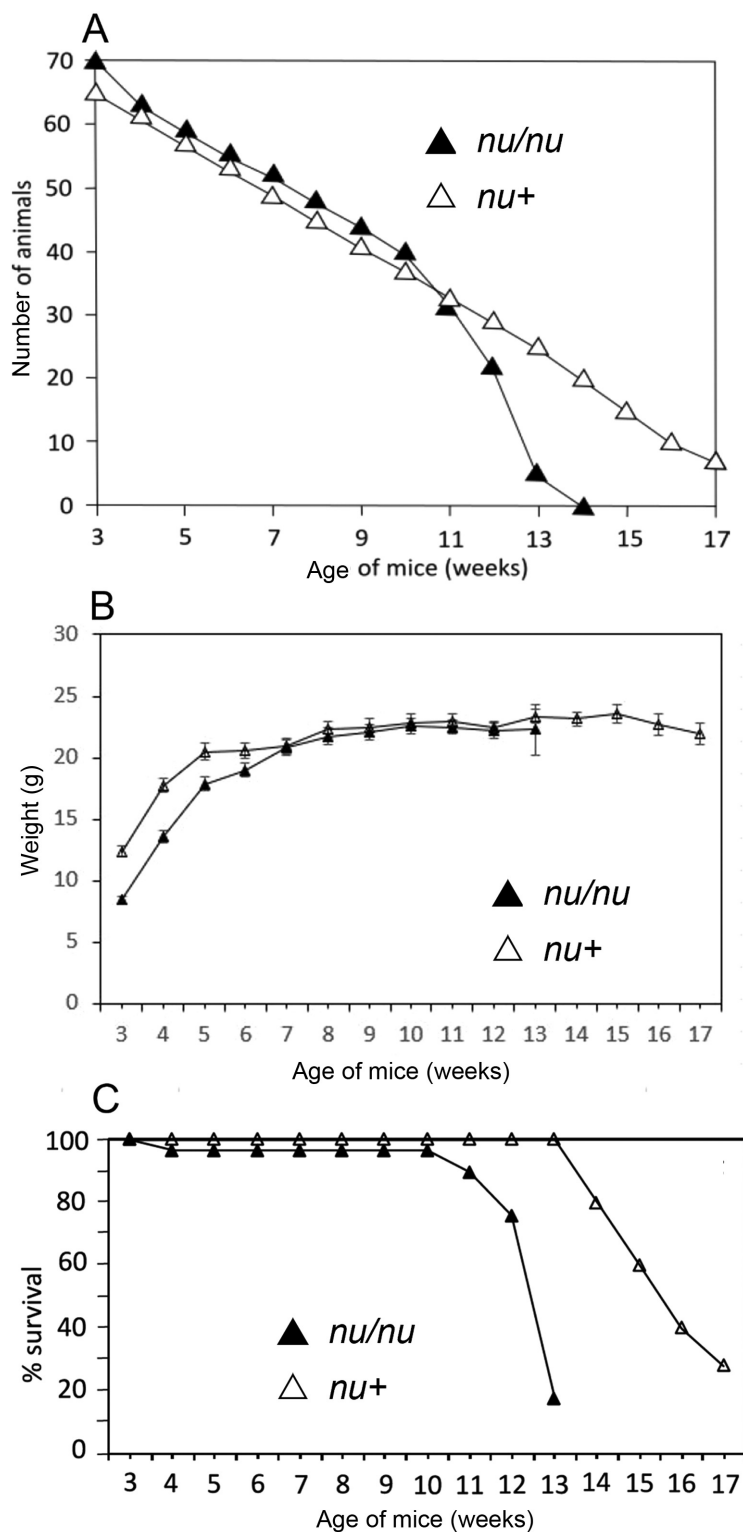 A
70
60
50
40
30
20
10
0
Number of animals
nu/nu
nu+
3 5 7 9 11 13 15 17
Age of mice (weeks)
B
30
25
20
15
10
5
0
Weight (g)
nu/nu
nu+
3 4 5 6 7 8 9 10 11 12 13 14 15 16 17
Age of mice (weeks)
C
100
80
60
40
20
0
% survival
nu/nu
nu+
3 4 5 6 7 8 9 10 11 12 13 14 15 16 17
Age of mice (weeks)